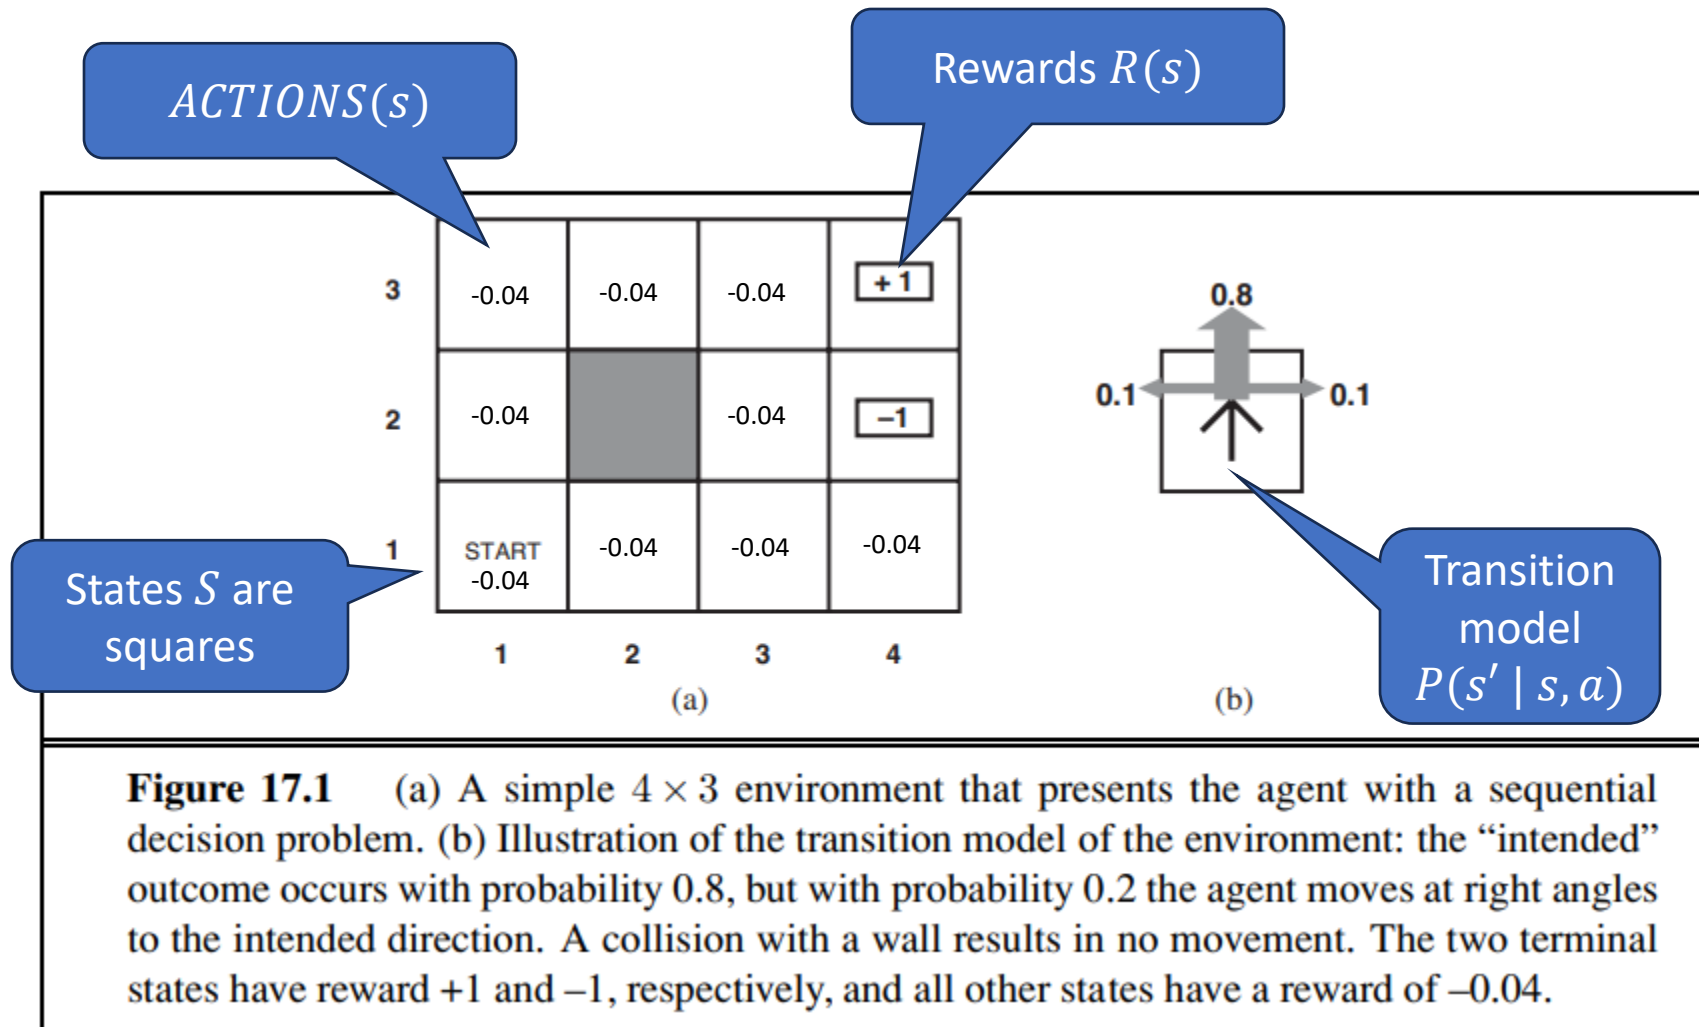 ACTIONS(s)
Rewards R(s)
3
-0.04
-0.04
-0.04
+ 1
2
-0.04
-0.04
–1
1
START
-0.04
-0.04
-0.04
-0.04
1
2
3
4
(a)
States S are
squares
0.8
0.1
0.1
(b)
Transition
model
P(s′ | s, a)
Figure 17.1 (a) A simple 4 × 3 environment that presents the agent with a sequential
decision problem. (b) Illustration of the transition model of the environment: the “intended”
outcome occurs with probability 0.8, but with probability 0.2 the agent moves at right angles
to the intended direction. A collision with a wall results in no movement. The two terminal
states have reward +1 and –1, respectively, and all other states have a reward of –0.04.